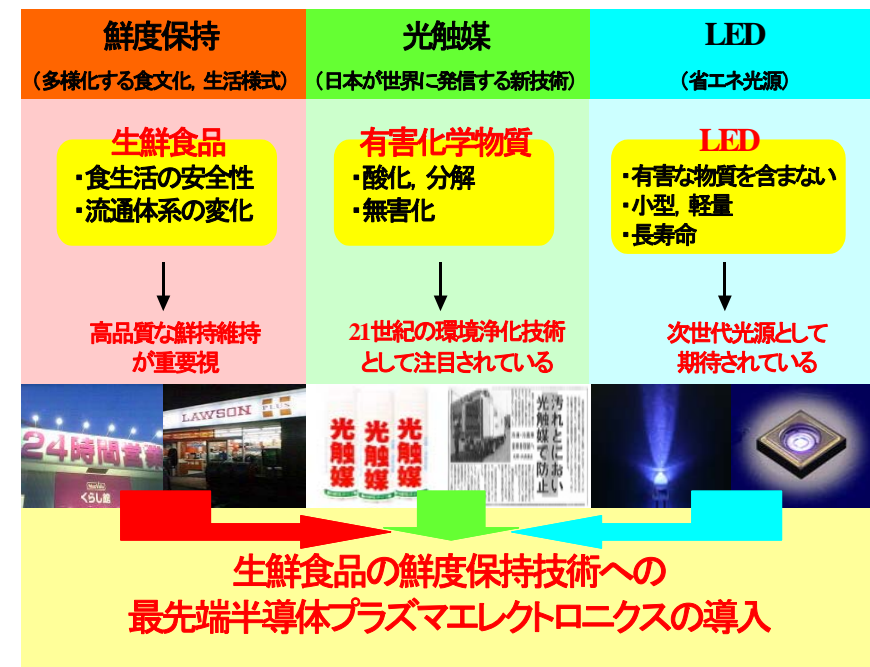 鮮度保持
（多様化する食文化，生活様式）
生鮮食品
・食生活の安全性
・流通体系の変化
高品質な鮮持維持
が重要視
光触媒
（日本が世界に発信する新技術）
有害化学物質
・酸化，分解
・無害化
21世紀の環境浄化技術
として注目されている
LED
（省エネ光源）
LED
・有害な物質を含まない
・小型，軽量
・長寿命
次世代光源として
期待されている
24時間営業
くらし館
LAWSON PLUS
光触媒
光触媒
光触媒
汚れとにおい
光触媒で防止
生鮮食品の鮮度保持技術への
最先端半導体プラズマエレクトロニクスの導入